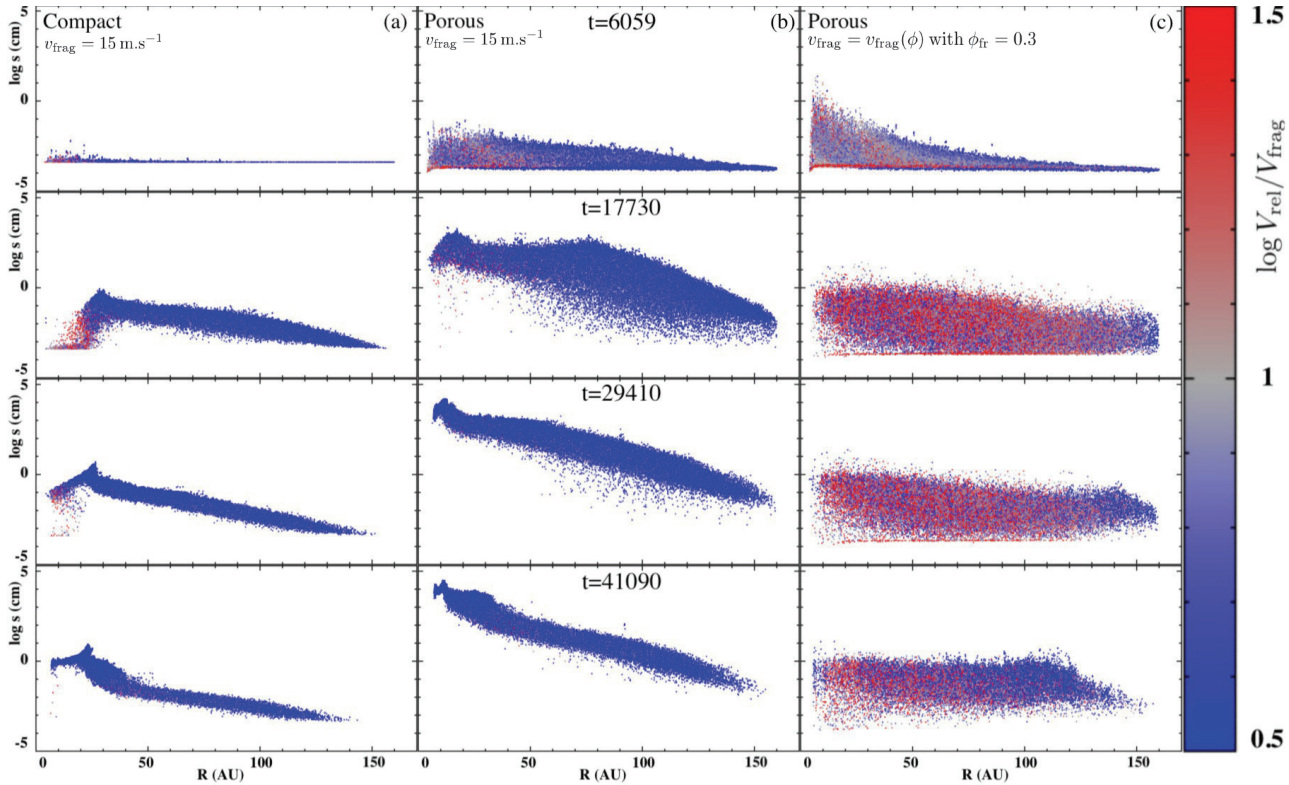 Compact (a)
v_frag = 15 m.s⁻¹
Porous t=6059 (b)
v_frag = 15 m.s⁻¹
Porous (c)
v_frag = v_frag(ϕ) with ϕ_fr = 0.3
1.5
log s (cm)
0
-5
t=17730
log s (cm)
5
0
-5
t=29410
log s (cm)
5
0
-5
t=41090
log s (cm)
5
0
-5
0 50 100 150
R (AU)
0 50 100 150
R (AU)
0 50 100 150
R (AU)
log V_rel/V_frag
1
0.5